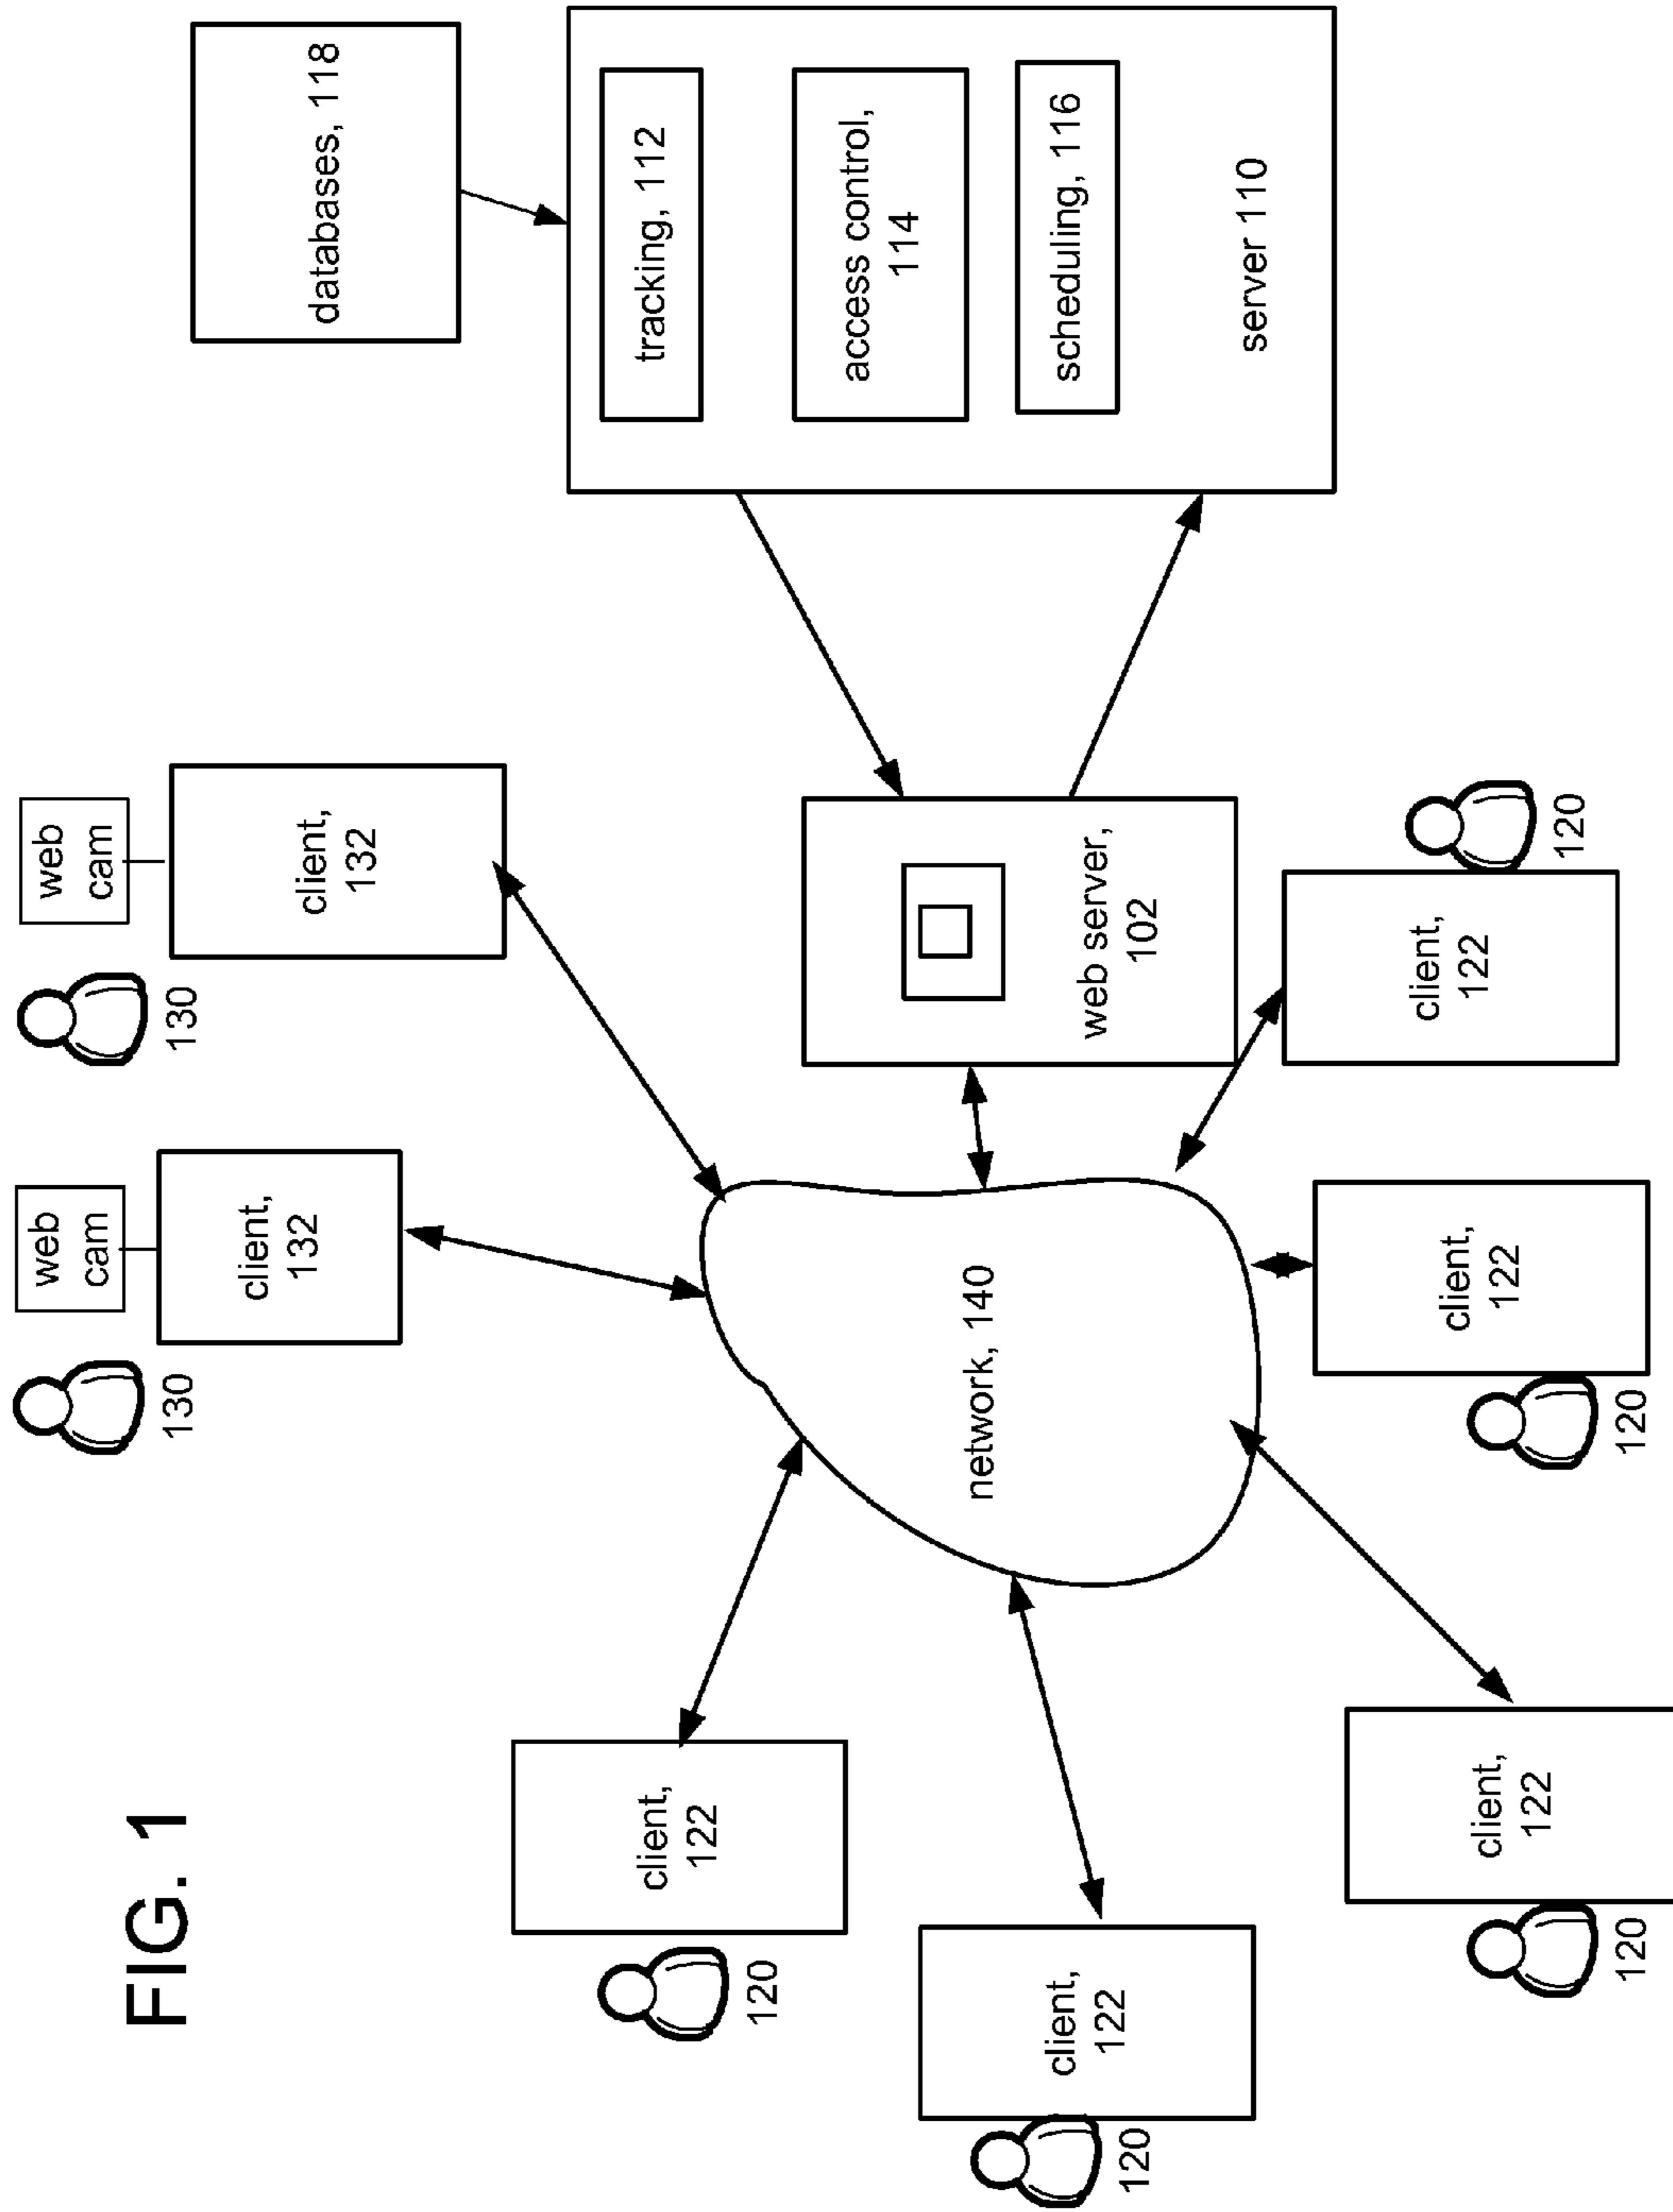 FIG. 1
web
cam
web
cam
130
client,
132
130
client,
132
databases, 118
client,
122
120
tracking, 112
access control,
114
scheduling, 116
server 110
network, 140
web server,
102
client,
122
120
client,
122
120
client,
122
120
client,
122
120